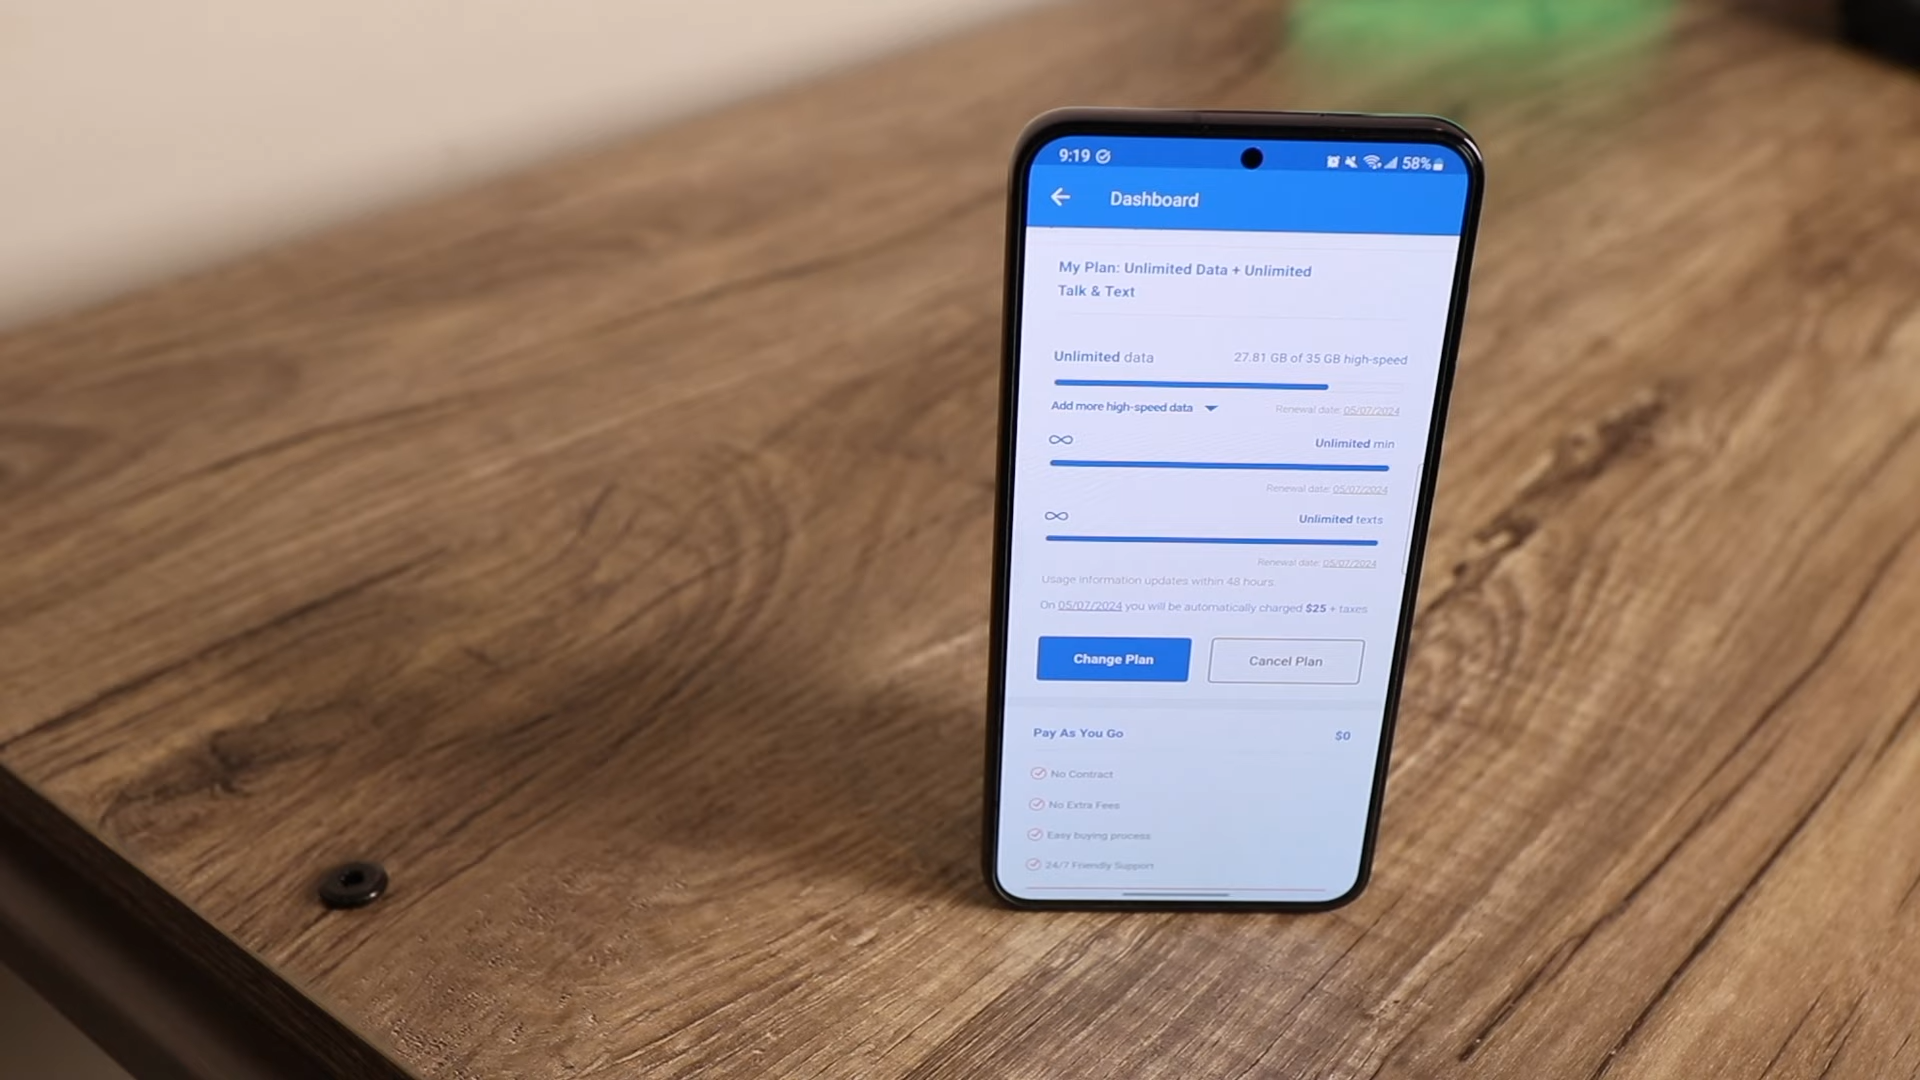 9:19
58%
Dashboard
My Plan: Unlimited Data + Unlimited
Talk & Text
Unlimited data 27.81 GB of 35 GB high-speed
Add more high-speed data Renewal date: 05/07/2024
Unlimited min
Renewal date: 05/07/2024
Unlimited texts
Renewal date: 05/07/2024
Usage information updates within 48 hours.
On 05/07/2024 you will be automatically charged $25 + taxes
Change Plan Cancel Plan
Pay As You Go $0
No Contract
No Extra Fees
Easy buying process
24/7 Friendly Support